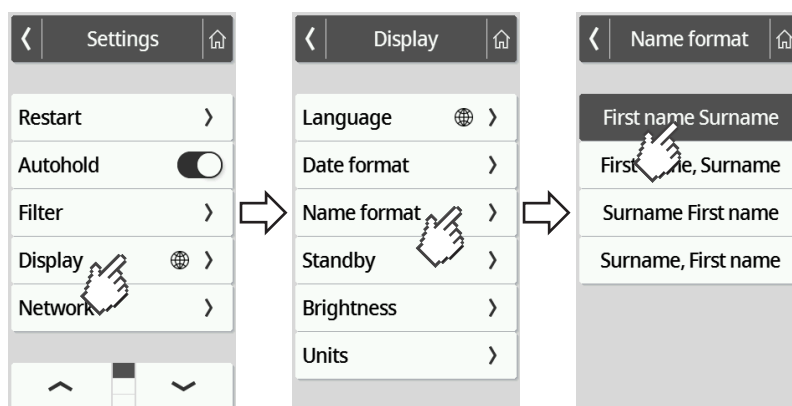 Settings
Restart
Autohold
Filter
Display
Network
Display
Language
Date format
Name format
Standby
Brightness
Units
Name format
First name Surname
First name, Surname
Surname First name
Surname, First name